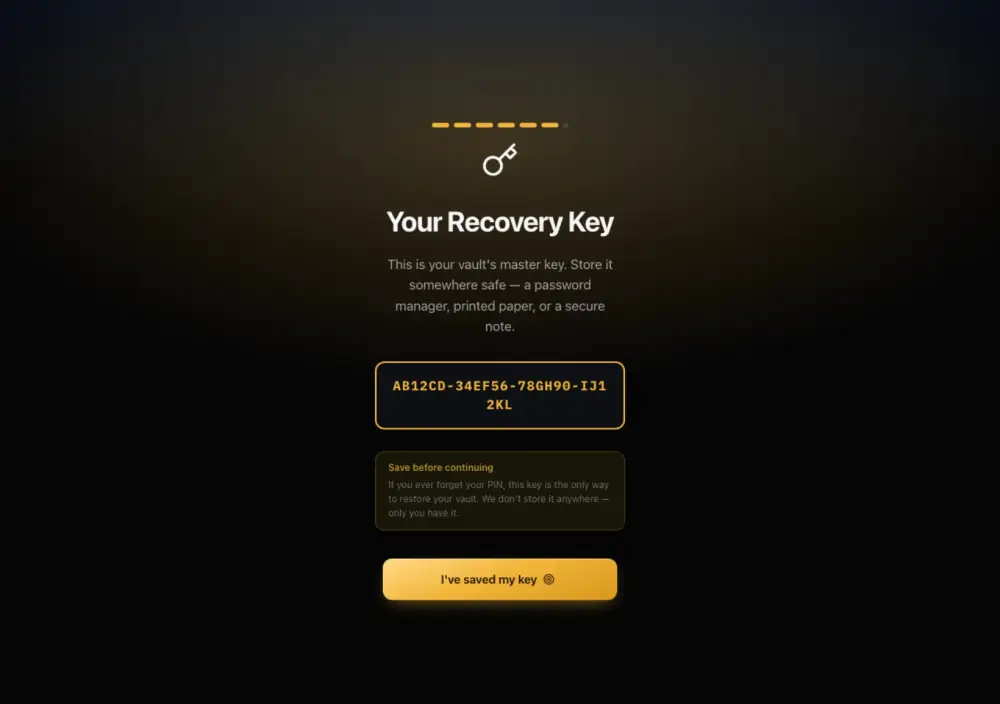 Your Recovery Key
This is your vault's master key. Store it
somewhere safe — a password
manager, printed paper, or a secure
note.
AB12CD-34EF56-78GH90-IJ1
2KL
Save before continuing
If you ever forget your PIN, this key is the only way
to restore your vault. We don't store it anywhere —
only you have it.
I've saved my key